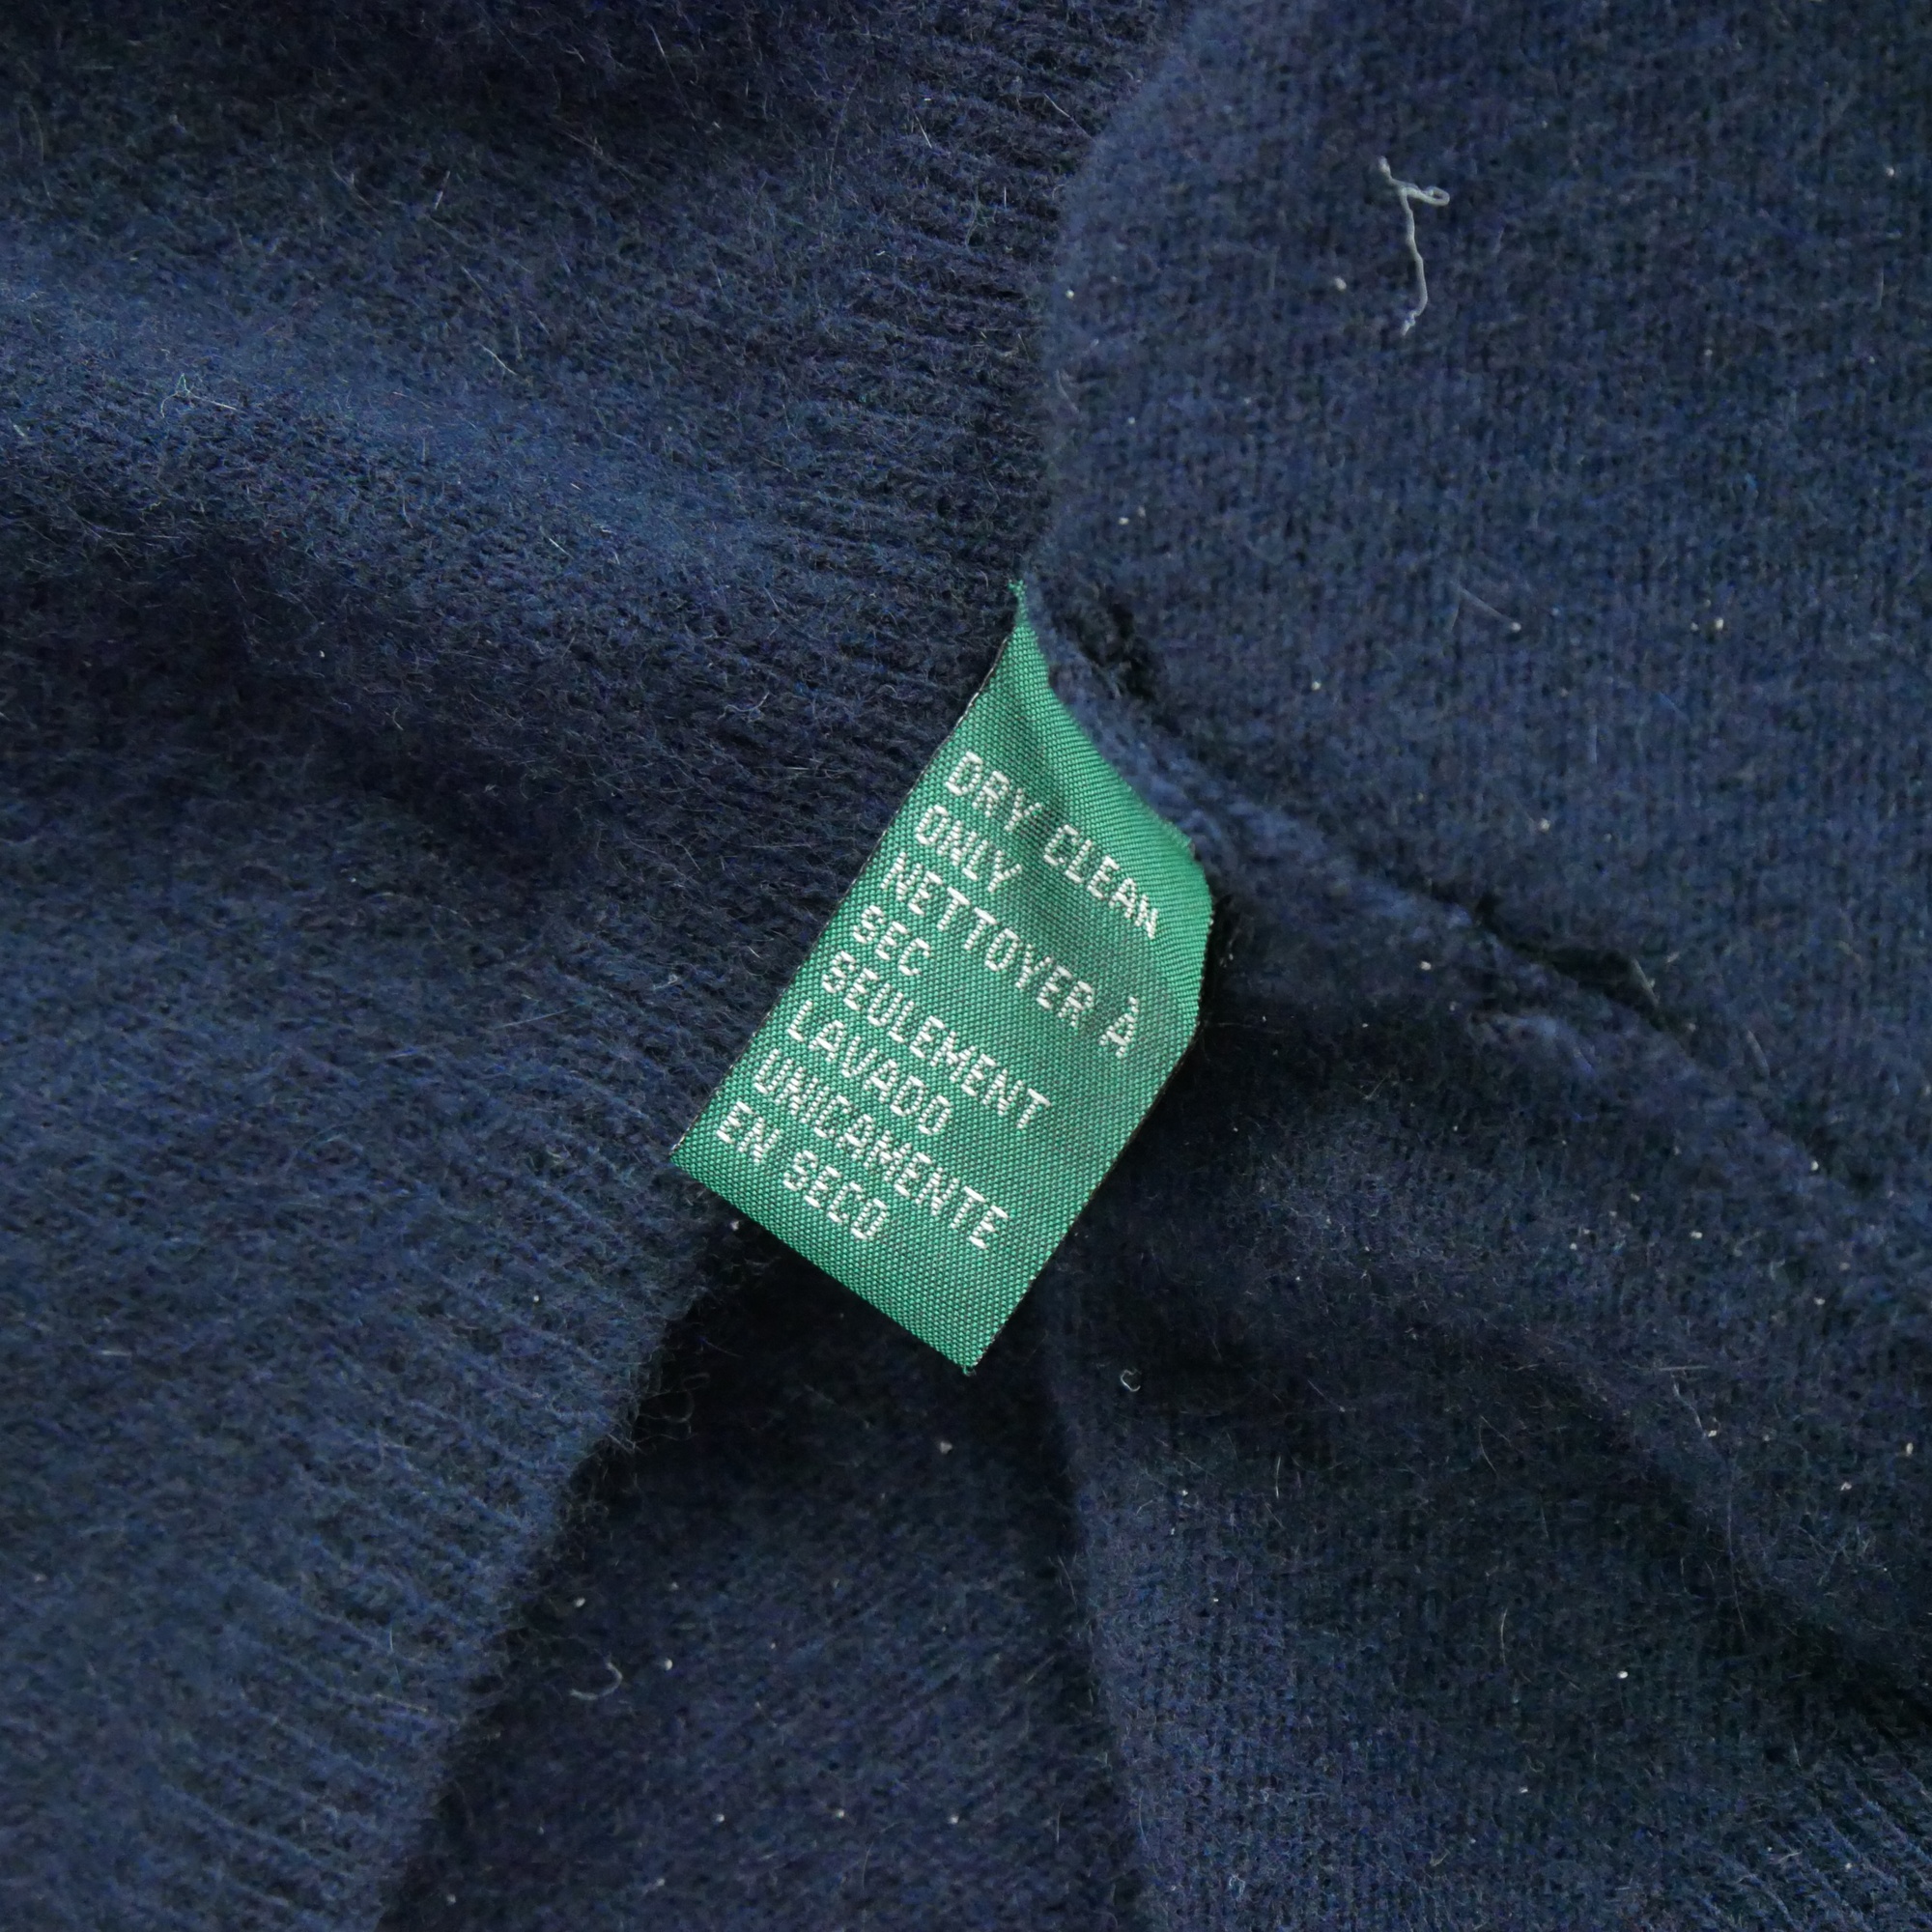 DRY CLEAN
ONLY
NETTOYER À
SEC
SEULEMENT
LAVADO
UNICAMENTE
EN SECO